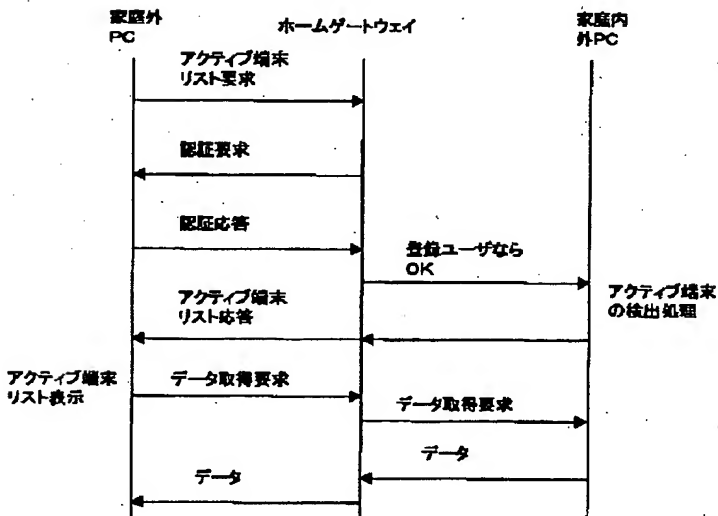 家庭外
PC
ホームゲートウェイ
家庭内
外PC
アクティブ端末
リスト要求
認証要求
認証応答
登録ユーザなら
OK
アクティブ端末
の検出処理
アクティブ端末
リスト応答
アクティブ端末
リスト表示
データ取得要求
データ取得要求
データ
データ